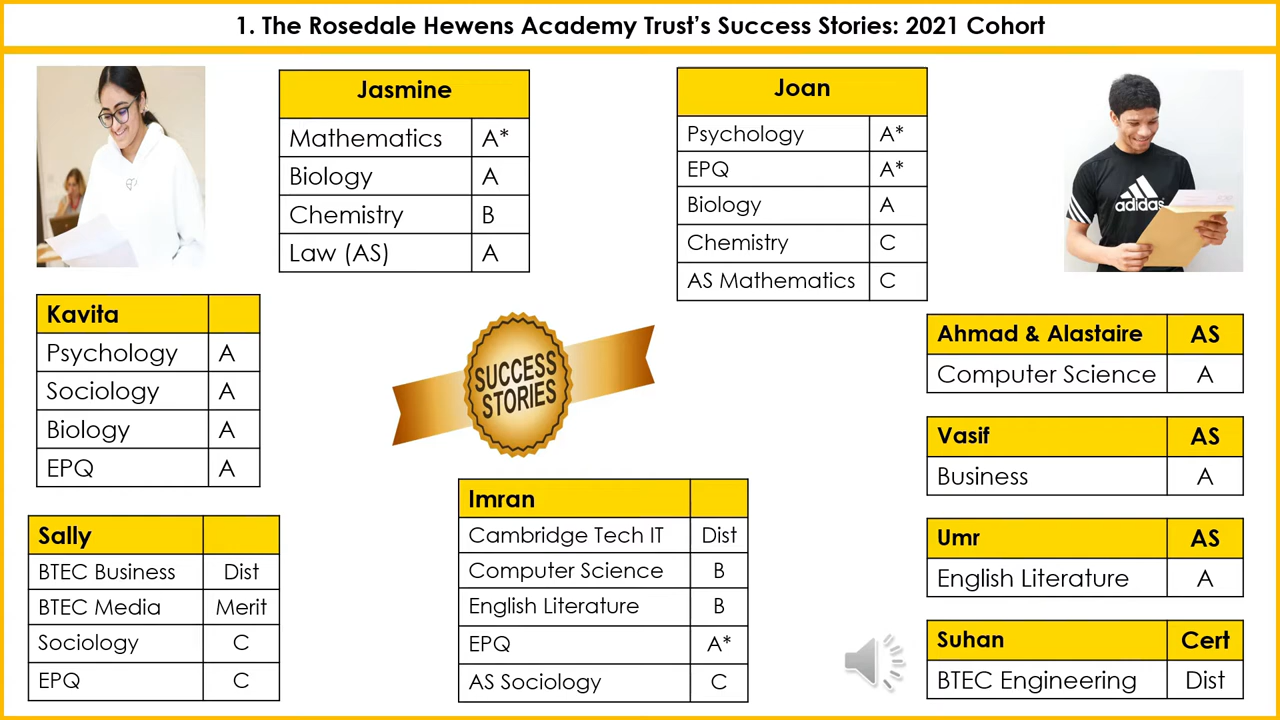 1. The Rosedale Hewens Academy Trust’s Success Stories: 2021 Cohort
Jasmine
Mathematics A*
Biology A
Chemistry B
Law (AS) A
Joan
Psychology A*
EPQ A*
Biology A
Chemistry C
AS Mathematics C
adidas
Kavita
Psychology A
Sociology A
Biology A
EPQ A
SUCCESS
STORIES
Ahmad & Alastaire AS
Computer Science A
Vasif AS
Business A
Umr AS
English Literature A
Suhan Cert
BTEC Engineering Dist
Sally
BTEC Business Dist
BTEC Media Merit
Sociology C
EPQ C
Imran
Cambridge Tech IT Dist
Computer Science B
English Literature B
EPQ A*
AS Sociology C